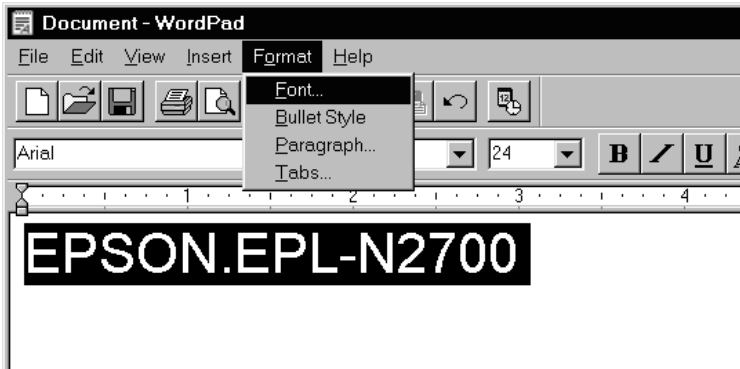 Document - WordPad
File Edit View Insert Format Help
Font...
Bullet Style
Paragraph...
Tabs...
Arial 24 B / U
1 2 3 4
EPSON.EPL-N2700